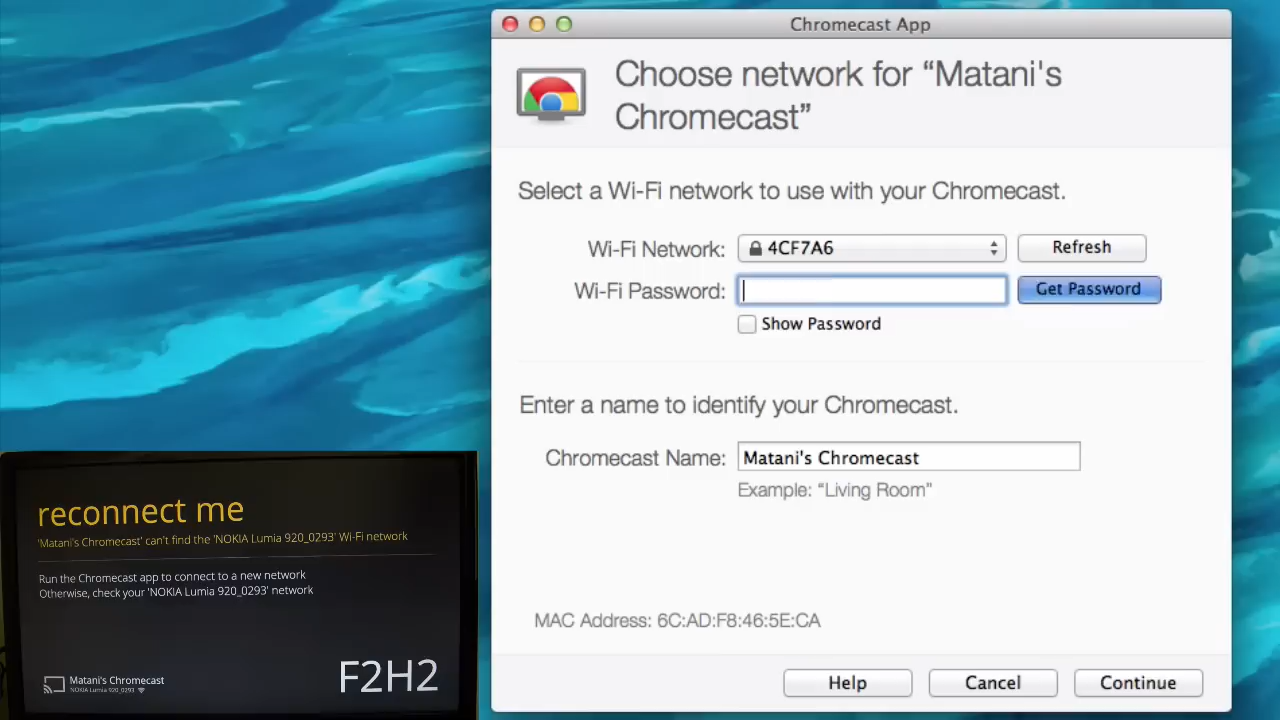 Chromecast App
Choose network for “Matani's
Chromecast”
Select a Wi-Fi network to use with your Chromecast.
Wi-Fi Network: 4CF7A6 Refresh
Wi-Fi Password: Get Password
Show Password
Enter a name to identify your Chromecast.
Chromecast Name: Matani's Chromecast
Example: “Living Room”
MAC Address: 6C:AD:F8:46:5E:CA
Help Cancel Continue
reconnect me
'Matani's Chromecast' can't find the 'NOKIA Lumia 920_0293' Wi-Fi network
Run the Chromecast app to connect to a new network
Otherwise, check your 'NOKIA Lumia 920_0293' network
Matani's Chromecast
NOKIA Lumia 920_0293
F2H2